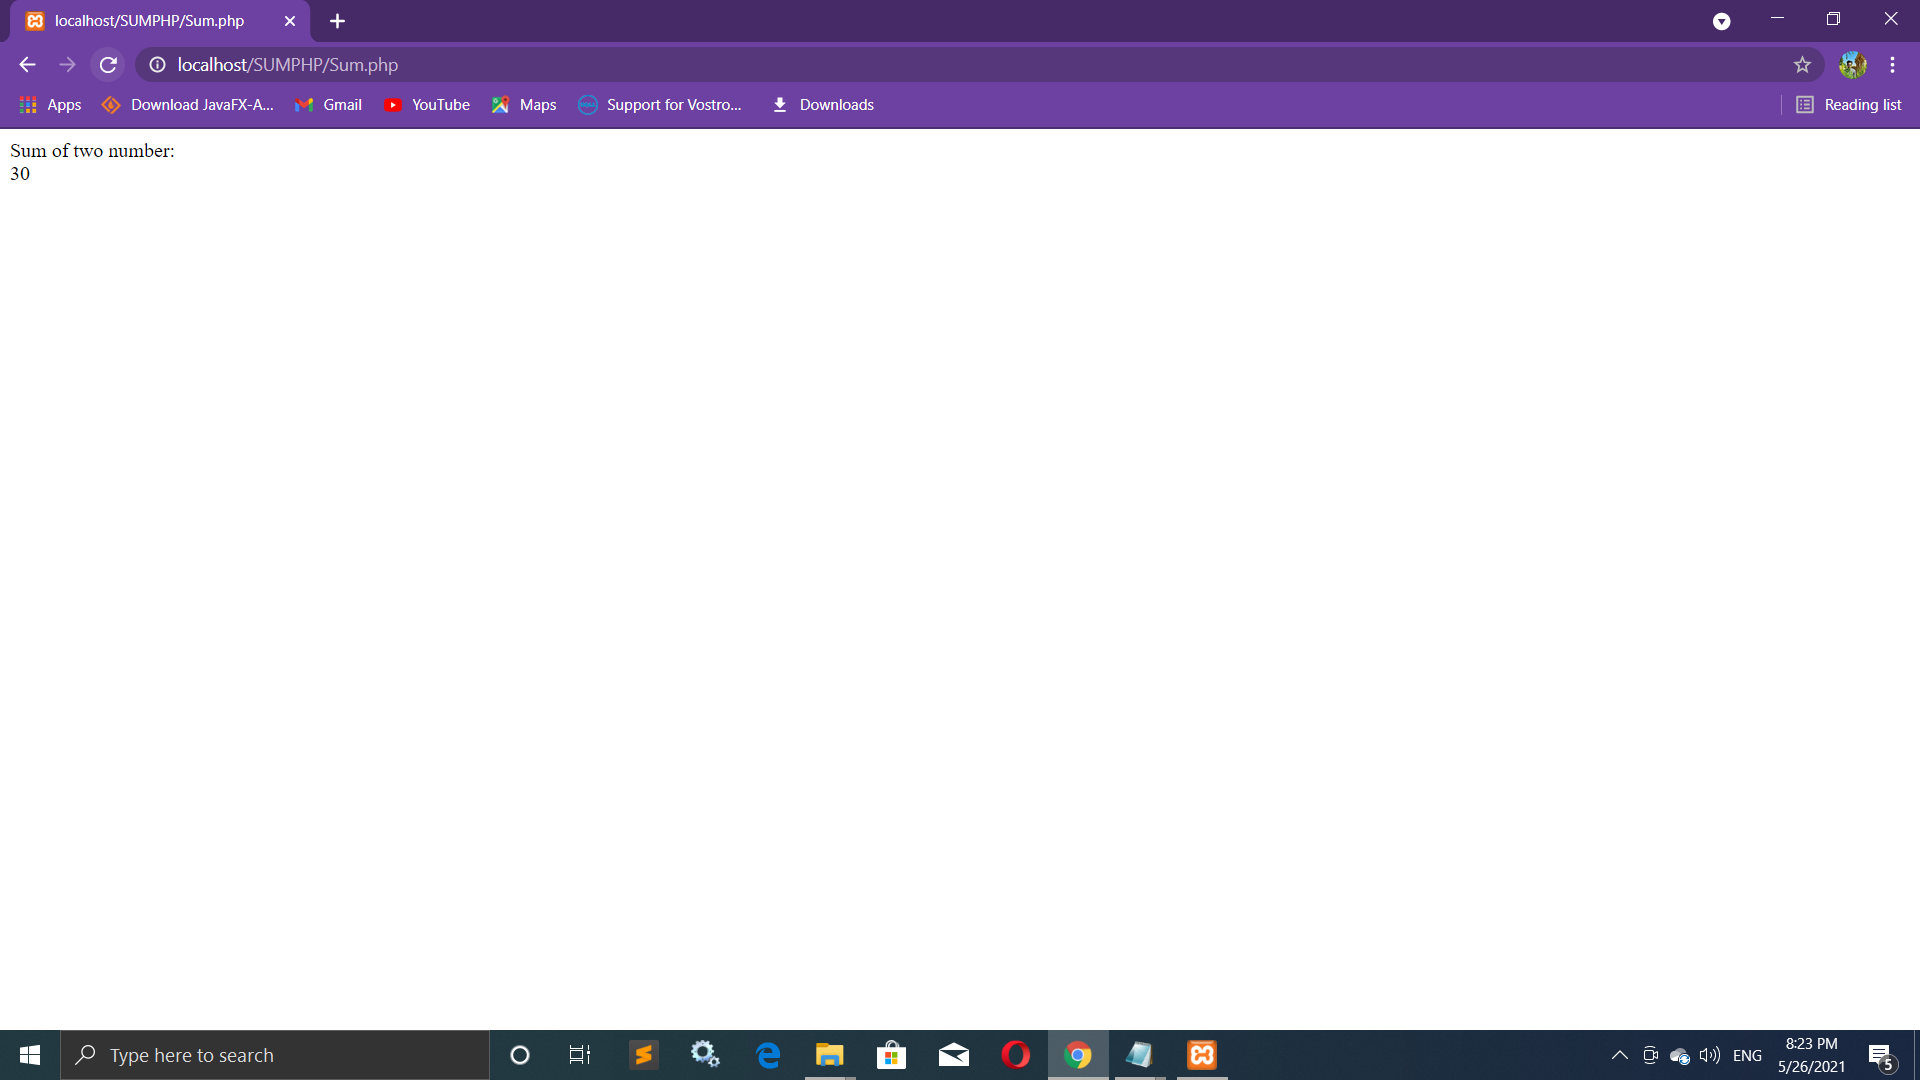 localhost/SUMPHP/Sum.php
localhost/SUMPHP/Sum.php
Apps
Download JavaFX-A...
Gmail
YouTube
Maps
Support for Vostro...
Downloads
Reading list
Sum of two number:
30
Type here to search
ENG
8:23 PM
5/26/2021
5